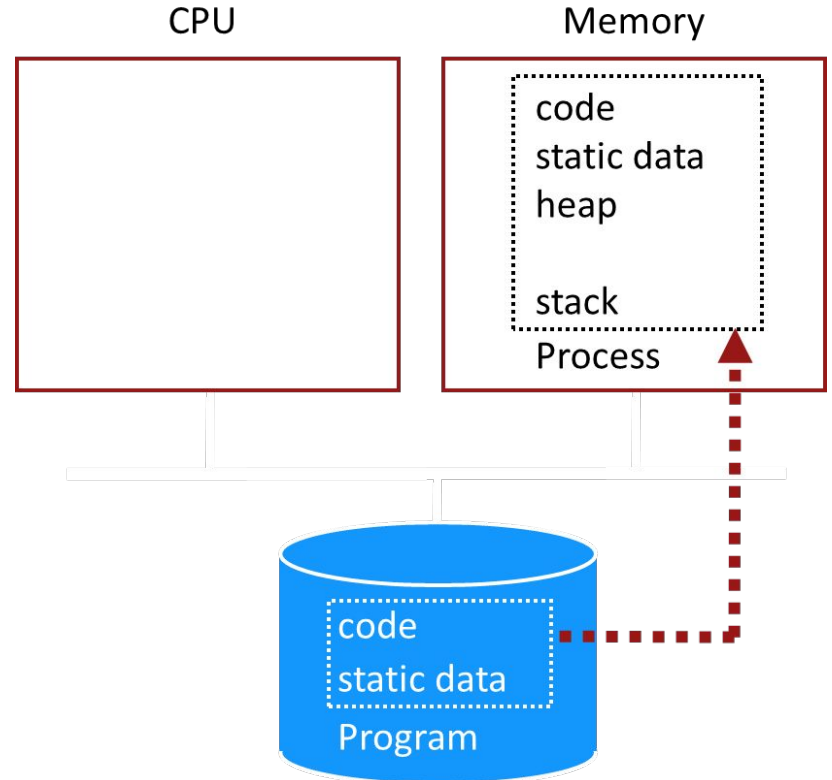 CPU
Memory
code
static data
heap
stack
Process
code
static data
Program